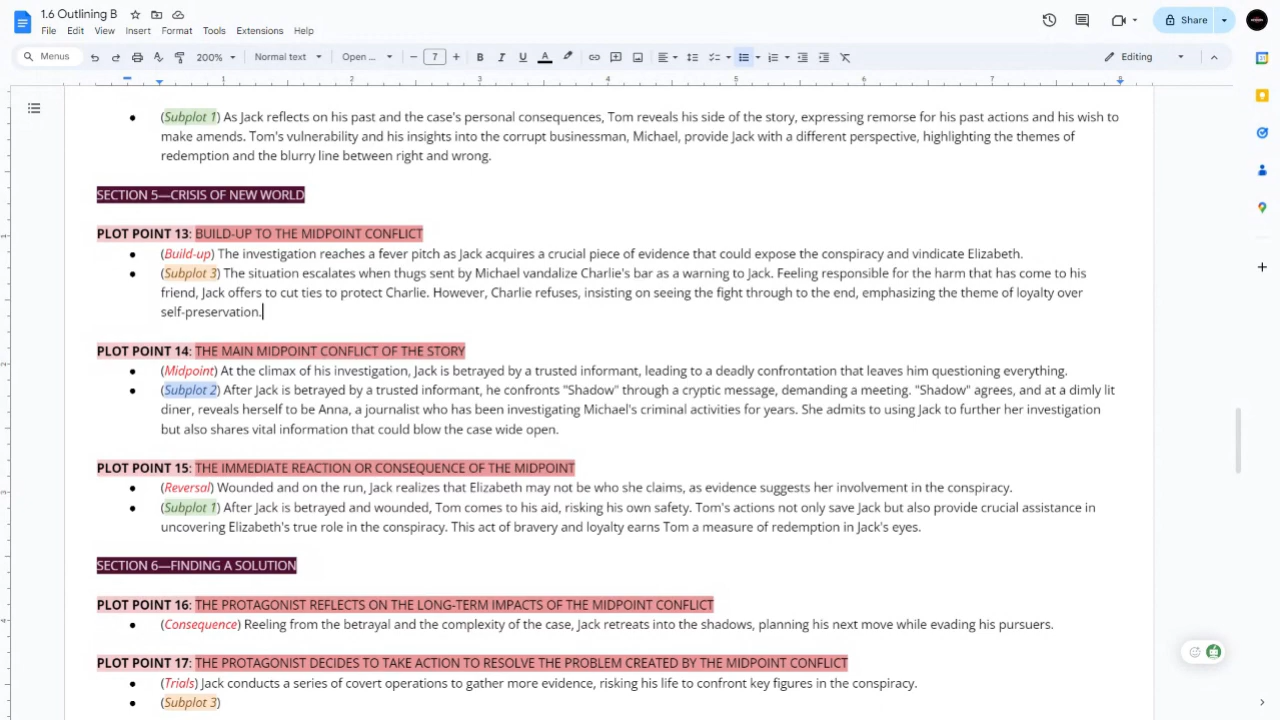 1.6 Outlining B
File Edit View Insert Format Tools Extensions Help
Share
Menus
200%
Normal text
Open ...
7
B I U A
Editing
1 2 3 4 5 6 7
(Subplot 1) As Jack reflects on his past and the case's personal consequences, Tom reveals his side of the story, expressing remorse for his past actions and his wish to
make amends. Tom's vulnerability and his insights into the corrupt businessman, Michael, provide Jack with a different perspective, highlighting the themes of
redemption and the blurry line between right and wrong.
SECTION 5—CRISIS OF NEW WORLD
PLOT POINT 13: BUILD-UP TO THE MIDPOINT CONFLICT
(Build-up) The investigation reaches a fever pitch as Jack acquires a crucial piece of evidence that could expose the conspiracy and vindicate Elizabeth.
(Subplot 3) The situation escalates when thugs sent by Michael vandalize Charlie's bar as a warning to Jack. Feeling responsible for the harm that has come to his
friend, Jack offers to cut ties to protect Charlie. However, Charlie refuses, insisting on seeing the fight through to the end, emphasizing the theme of loyalty over
self-preservation.
PLOT POINT 14: THE MAIN MIDPOINT CONFLICT OF THE STORY
(Midpoint) At the climax of his investigation, Jack is betrayed by a trusted informant, leading to a deadly confrontation that leaves him questioning everything.
(Subplot 2) After Jack is betrayed by a trusted informant, he confronts "Shadow" through a cryptic message, demanding a meeting. "Shadow" agrees, and at a dimly lit
diner, reveals herself to be Anna, a journalist who has been investigating Michael's criminal activities for years. She admits to using Jack to further her investigation
but also shares vital information that could blow the case wide open.
PLOT POINT 15: THE IMMEDIATE REACTION OR CONSEQUENCE OF THE MIDPOINT
(Reversal) Wounded and on the run, Jack realizes that Elizabeth may not be who she claims, as evidence suggests her involvement in the conspiracy.
(Subplot 1) After Jack is betrayed and wounded, Tom comes to his aid, risking his own safety. Tom's actions not only save Jack but also provide crucial assistance in
uncovering Elizabeth's true role in the conspiracy. This act of bravery and loyalty earns Tom a measure of redemption in Jack's eyes.
SECTION 6—FINDING A SOLUTION
PLOT POINT 16: THE PROTAGONIST REFLECTS ON THE LONG-TERM IMPACTS OF THE MIDPOINT CONFLICT
(Consequence) Reeling from the betrayal and the complexity of the case, Jack retreats into the shadows, planning his next move while evading his pursuers.
PLOT POINT 17: THE PROTAGONIST DECIDES TO TAKE ACTION TO RESOLVE THE PROBLEM CREATED BY THE MIDPOINT CONFLICT
(Trials) Jack conducts a series of covert operations to gather more evidence, risking his life to confront key figures in the conspiracy.
(Subplot 3)